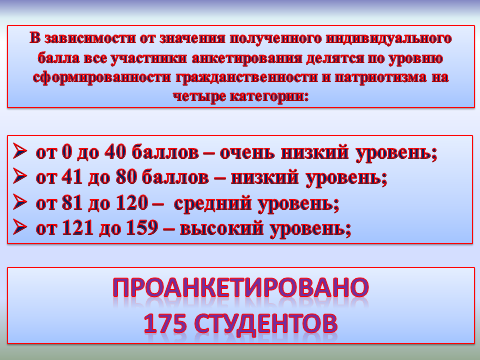 В зависимости от значения полученного индивидуального
балла все участники анкетирования делятся по уровню
сформированности гражданственности и патриотизма на
четыре категории:
➢ от 0 до 40 баллов – очень низкий уровень;
➢ от 41 до 80 баллов – низкий уровень;
➢ от 81 до 120 – средний уровень;
➢ от 121 до 159 – высокий уровень;
ПРОАНКЕТИРОВАНО
175 СТУДЕНТОВ